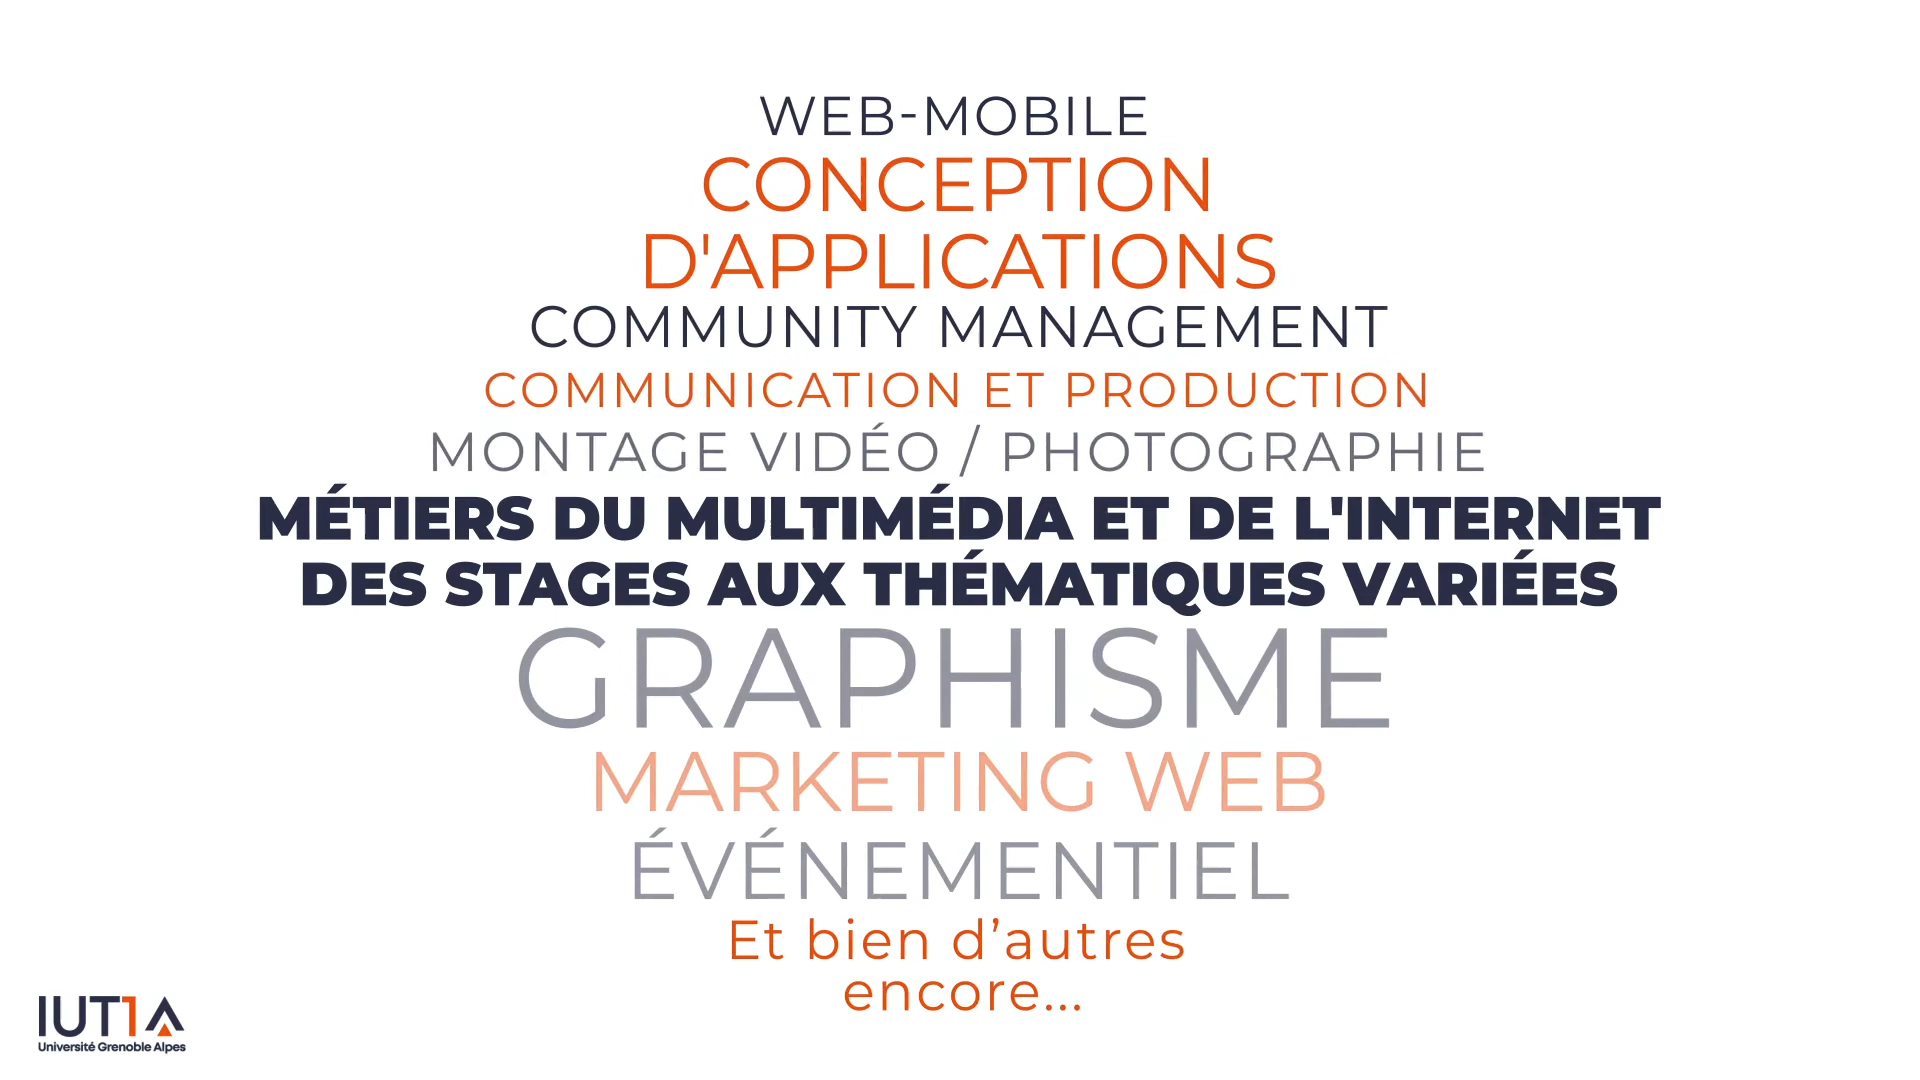 WEB-MOBILE
CONCEPTION
D'APPLICATIONS
COMMUNITY MANAGEMENT
COMMUNICATION ET PRODUCTION
MONTAGE VIDÉO / PHOTOGRAPHIE
MÉTIERS DU MULTIMÉDIA ET DE L'INTERNET
DES STAGES AUX THÉMATIQUES VARIÉES
GRAPHISME
MARKETING WEB
ÉVÉNEMENTIEL
Et bien d’autres
encore...
IUT1
Université Grenoble Alpes